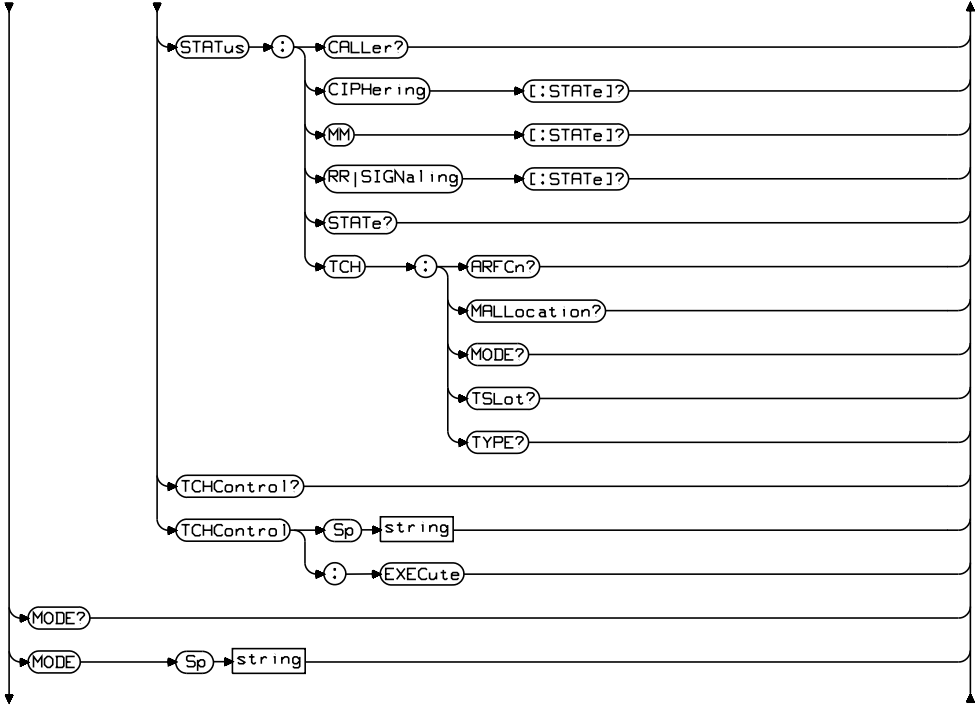 STATus : CALLer?
CIPHering [:STATe]?
MM [:STATe]?
RR|SIGNaling [:STATe]?
STATe?
TCH : ARFCn?
MALLocation?
MODE?
TSLot?
TYPE?
TCHControl?
TCHControl Sp string
: EXECute
MODE?
MODE Sp string